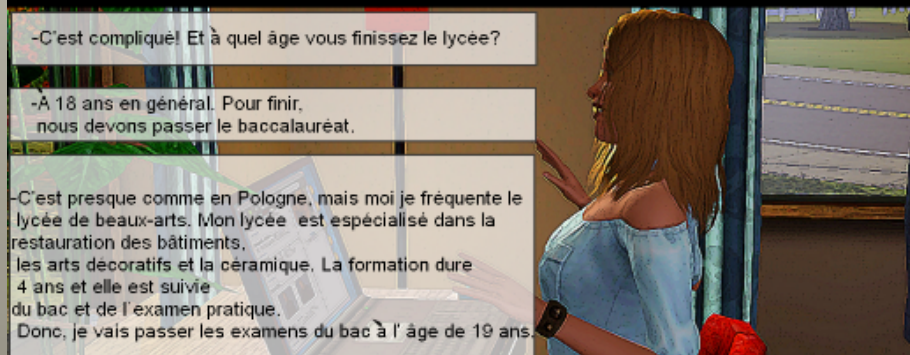 -C'est compliqué! Et à quel âge vous finissez le lycée?
-À 18 ans en général. Pour finir,
nous devons passer le baccalauréat.
-C'est presque comme en Pologne, mais moi je fréquente le
lycée de beaux-arts. Mon lycée est espécialisé dans la
restauration des bâtiments,
les arts décoratifs et la céramique. La formation dure
4 ans et elle est suivie
du bac et de l'examen pratique.
Donc, je vais passer les examens du bac à l' âge de 19 ans.